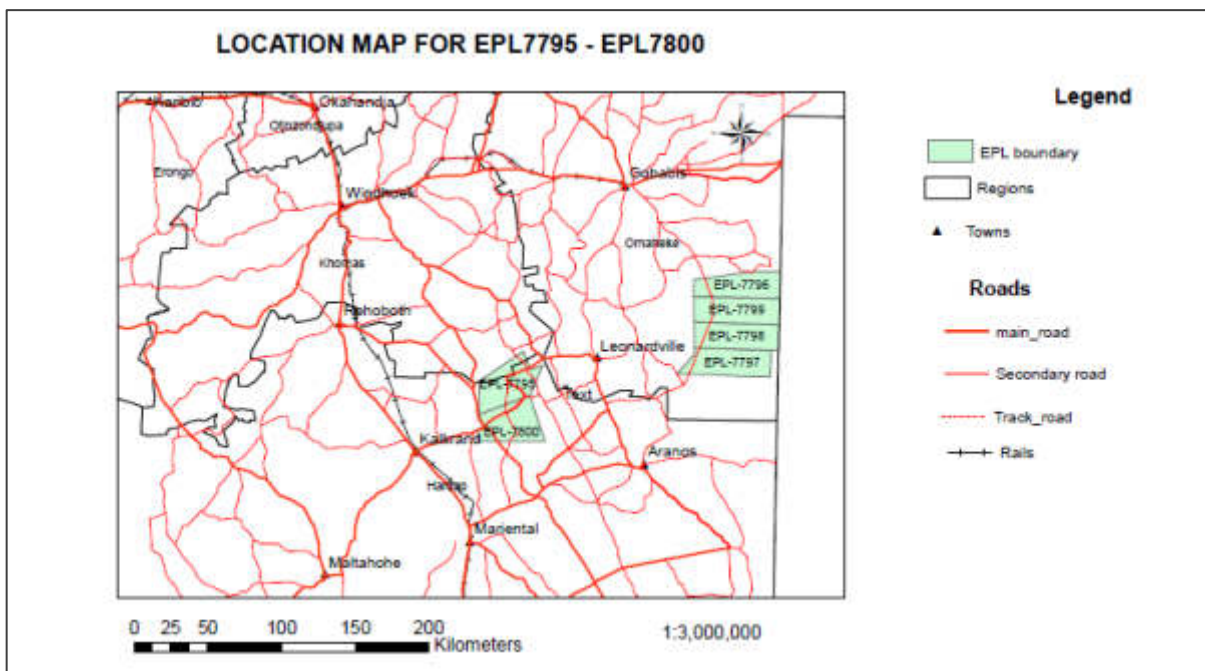 LOCATION MAP FOR EPL7795 - EPL7800
Okahandja
Otjozondjupa
Erongo
Windhoek
Gobabis
Omaheke
Khomas
Rehoboth
EPL-7796
EPL-7799
EPL-7798
EPL-7797
Leonardville
EPL-7795
Text
EPL-7800
Kalkrand
Aranos
Hardap
Mariental
Maltahohe
0 25 50 100 150 200
Kilometers
1:3,000,000
Legend
EPL boundary
Regions
Towns
Roads
main_road
Secondary road
Track_road
Rails